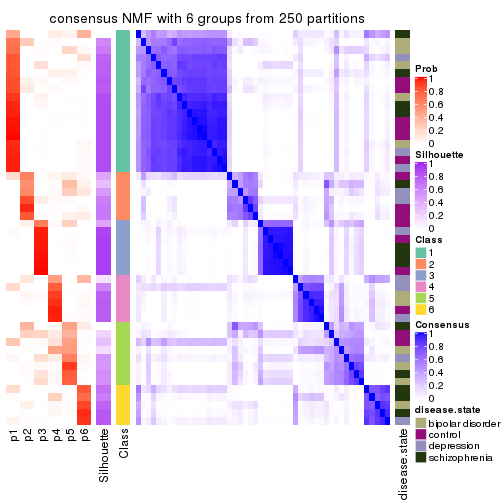 consensus NMF with 6 groups from 250 partitions
p1
p2
p3
p4
p5
p6
Silhouette
Class
disease.state
Prob
1
0.8
0.6
0.4
0.2
0
Silhouette
1
0.8
0.6
0.4
0.2
0
Class
1
2
3
4
5
6
Consensus
1
0.8
0.6
0.4
0.2
0
disease.state
bipolar disorder
control
depression
schizophrenia